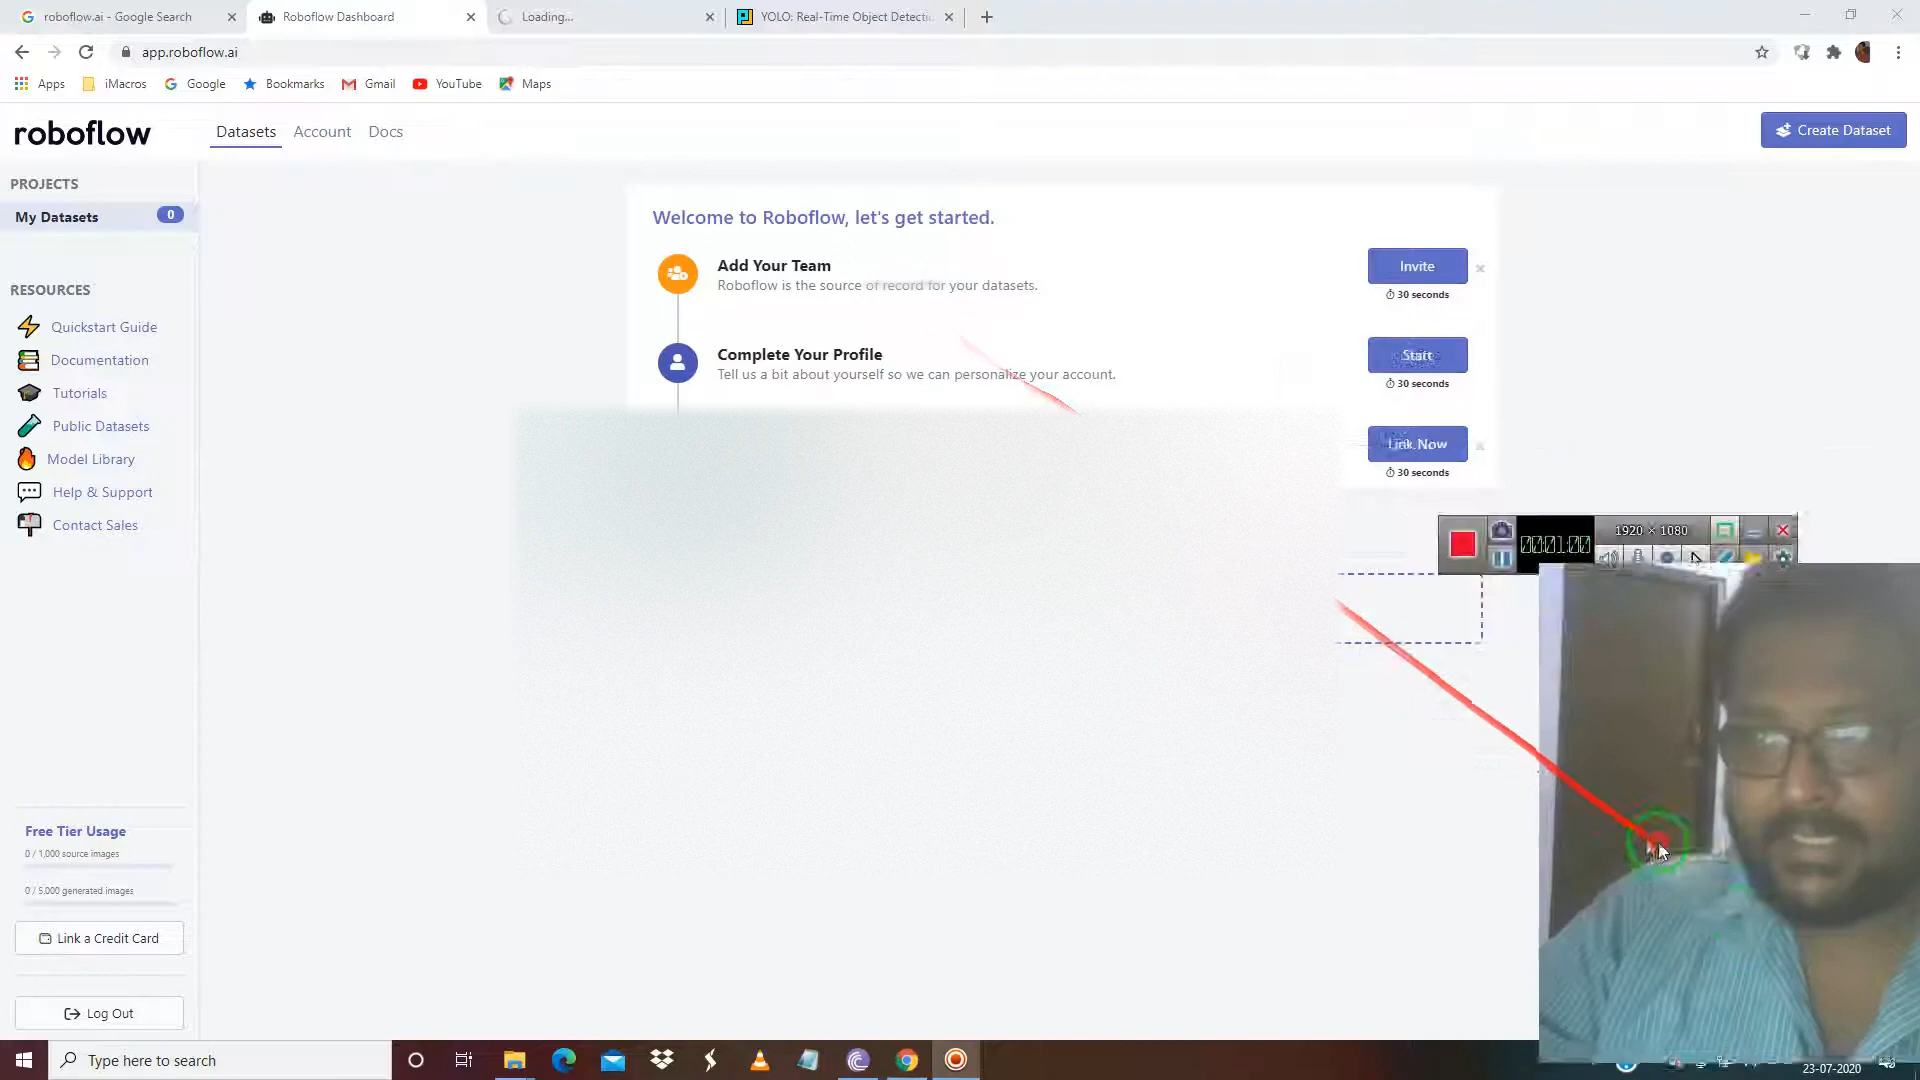 roboflow.ai - Google Search
Roboflow Dashboard
Loading...
YOLO: Real-Time Object Detecti
app.roboflow.ai
Apps
iMacros
Google
Bookmarks
Gmail
YouTube
Maps
roboflow
Datasets
Account
Docs
Create Dataset
PROJECTS
My Datasets
0
RESOURCES
Quickstart Guide
Documentation
Tutorials
Public Datasets
Model Library
Help & Support
Contact Sales
Welcome to Roboflow, let's get started.
Add Your Team
Roboflow is the source of record for your datasets.
Invite
30 seconds
Complete Your Profile
Tell us a bit about yourself so we can personalize your account.
Start
30 seconds
Link Now
30 seconds
1920 × 1080
000:1:00
Free Tier Usage
0 / 1,000 source images
0 / 5,000 generated images
Link a Credit Card
Log Out
Type here to search
23-07-2020